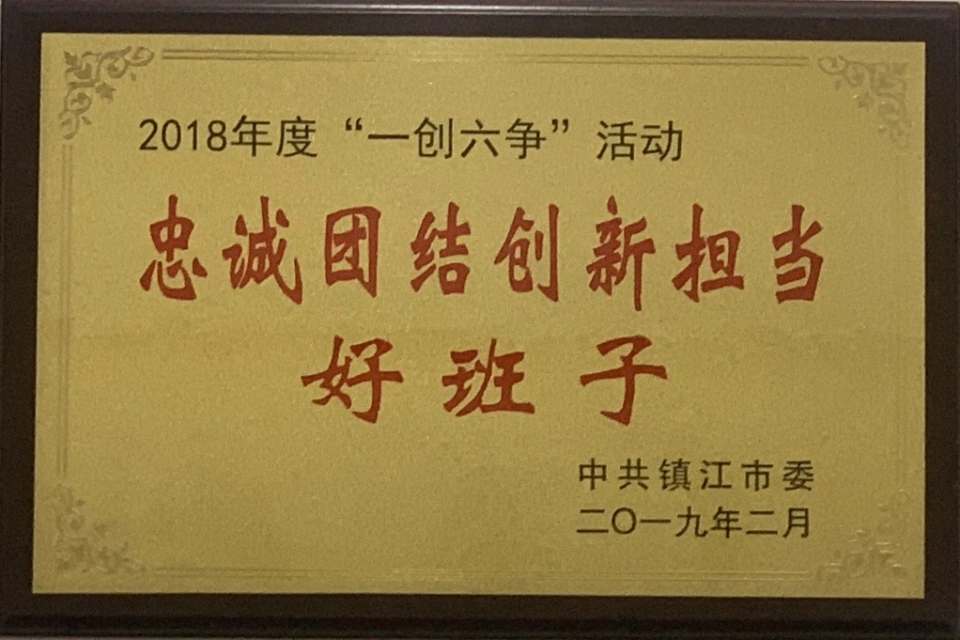 2018年度“一创六争”活动
忠诚团结创新担当
好班子
中共镇江市委
二〇一九年二月